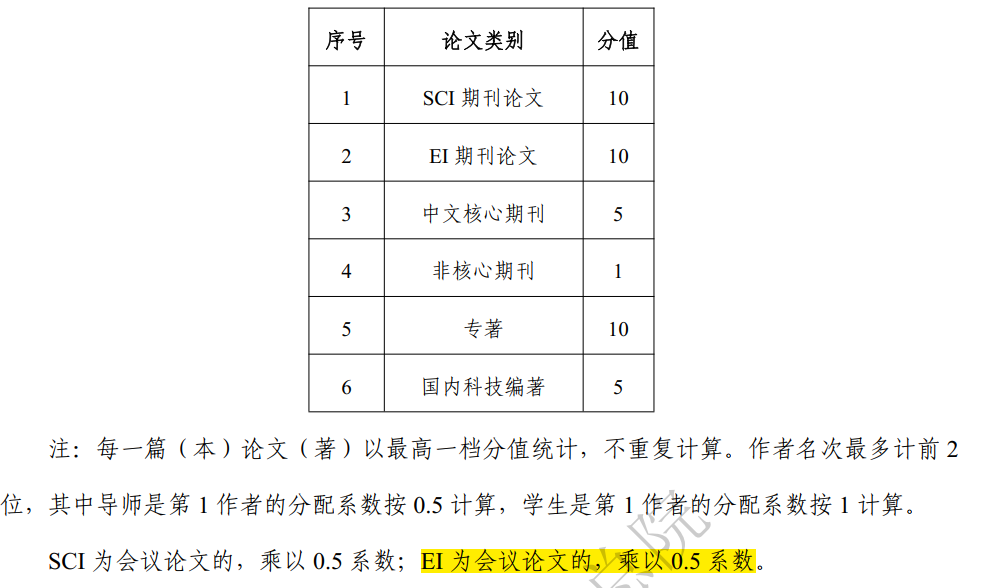 序号 论文类别 分值
1 SCI 期刊论文 10
2 EI 期刊论文 10
3 中文核心期刊 5
4 非核心期刊 1
5 专著 10
6 国内科技编著 5
注：每一篇（本）论文（著）以最高一档分值统计，不重复计算。作者名次最多计前 2
位，其中导师是第 1 作者的分配系数按 0.5 计算，学生是第 1 作者的分配系数按 1 计算。
SCI 为会议论文的，乘以 0.5 系数；EI 为会议论文的，乘以 0.5 系数。
院